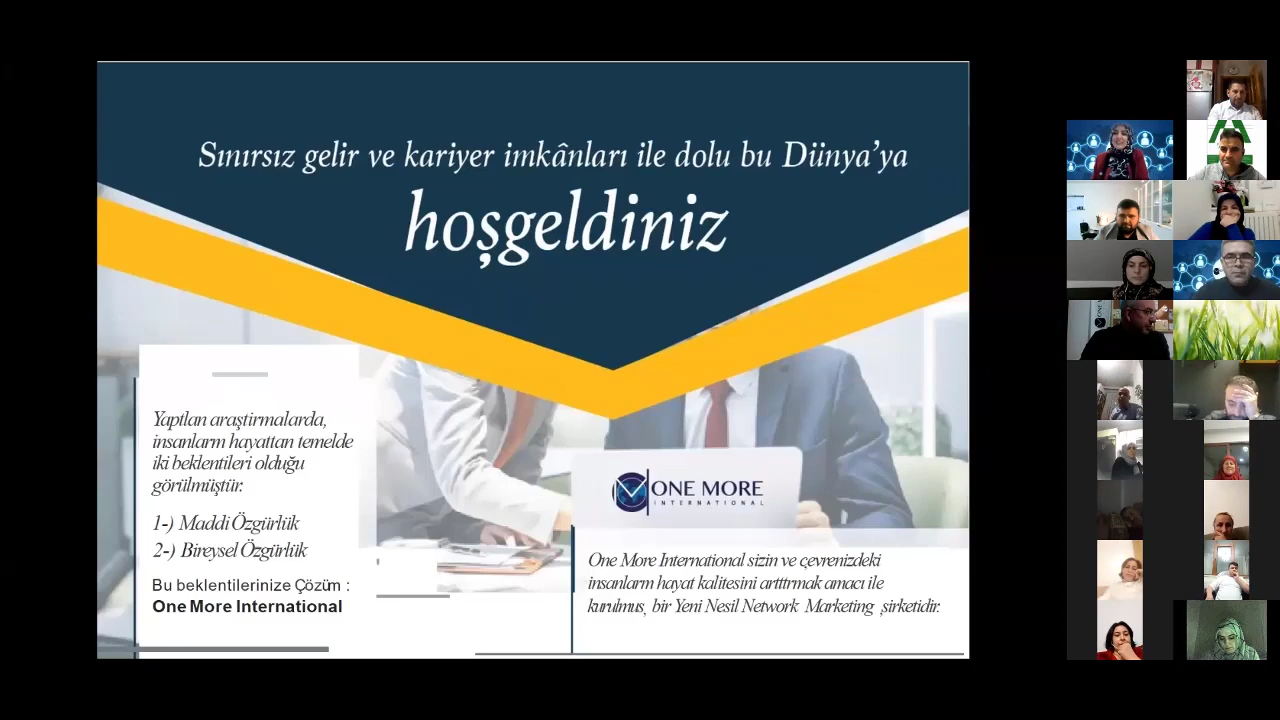 Sınırsız gelir ve kariyer imkânları ile dolu bu Dünya’ya
hoşgeldiniz
Yapılan araştırmalarda,
insanların hayattan temelde
iki beklentileri olduğu
görülmüştür.
1-) Maddi Özgürlük
2-) Bireysel Özgürlük
Bu beklentilerinize Çözüm :
One More International
ONE MORE
INTERNATIONAL
One More International sizin ve çevrenizdeki
insanların hayat kalitesini artttrmak amacı ile
kurulmuş, bir Yeni Nesil Network Marketing şirketidir.